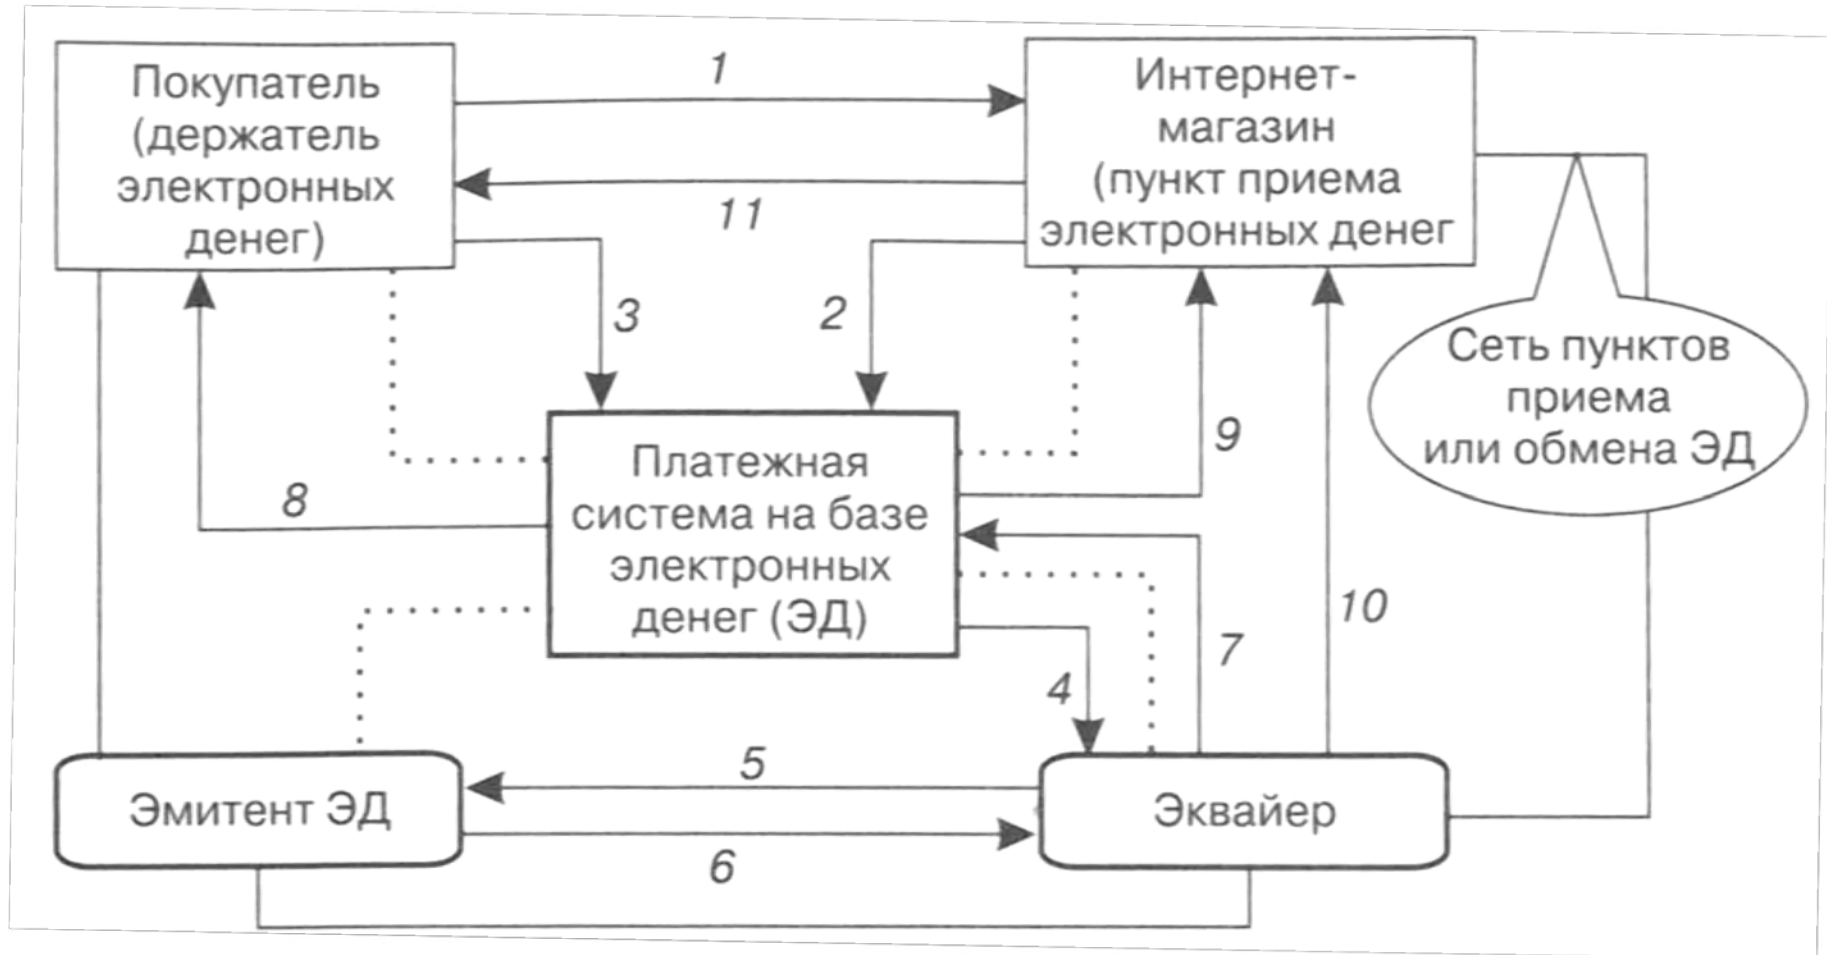 Покупатель
(держатель
электронных
денег)
1
11
Интернет-
магазин
(пункт приема
электронных денег
3
2
Сеть пунктов
приема
или обмена ЭД
8
Платежная
система на базе
электронных
денег (ЭД)
9
10
7
4
Эмитент ЭД
5
6
Эквайер